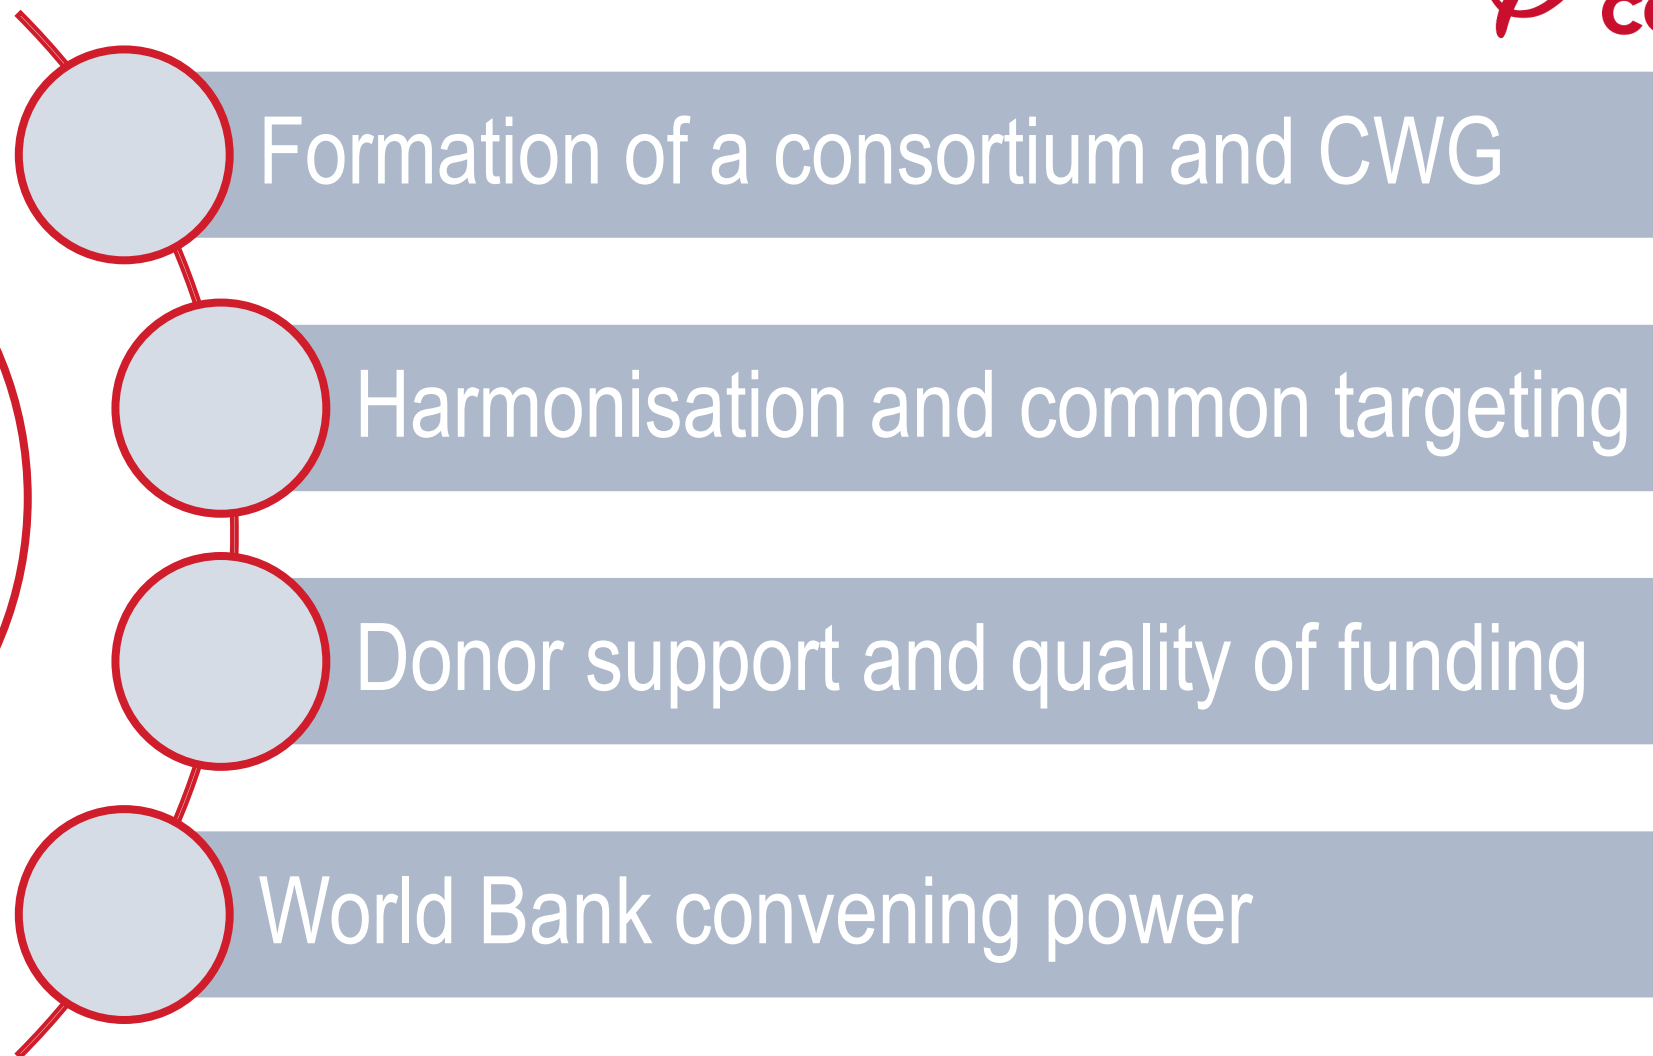 Formation of a consortium and CWG
Harmonisation and common targeting
Donor support and quality of funding
World Bank convening power